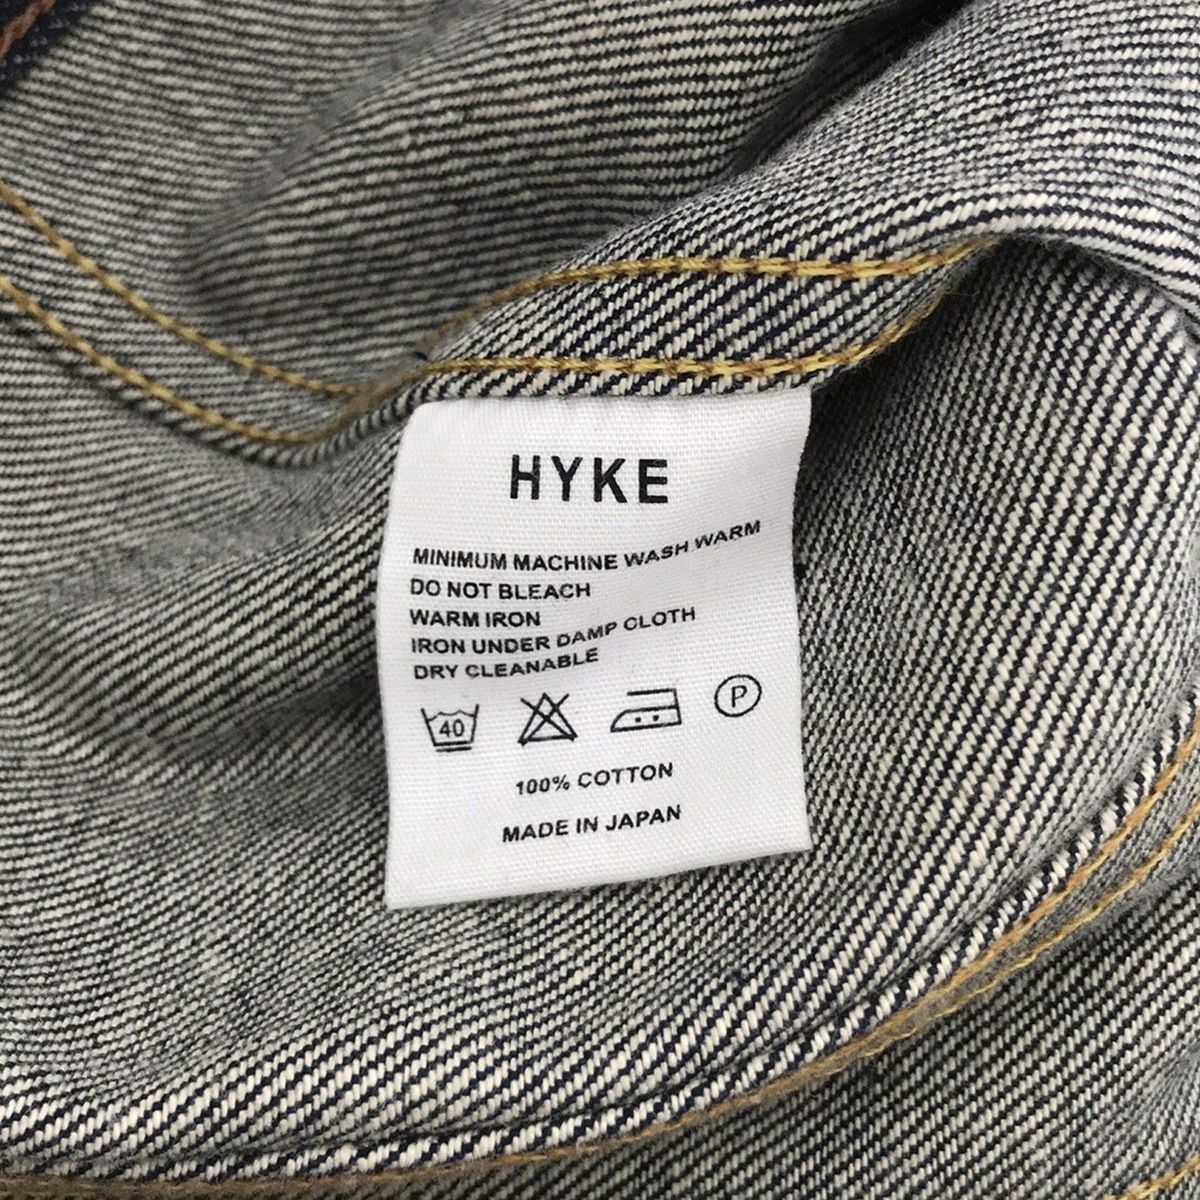 HYKE
MINIMUM MACHINE WASH WARM
DO NOT BLEACH
WARM IRON
IRON UNDER DAMP CLOTH
DRY CLEANABLE
40 P
100% COTTON
MADE IN JAPAN